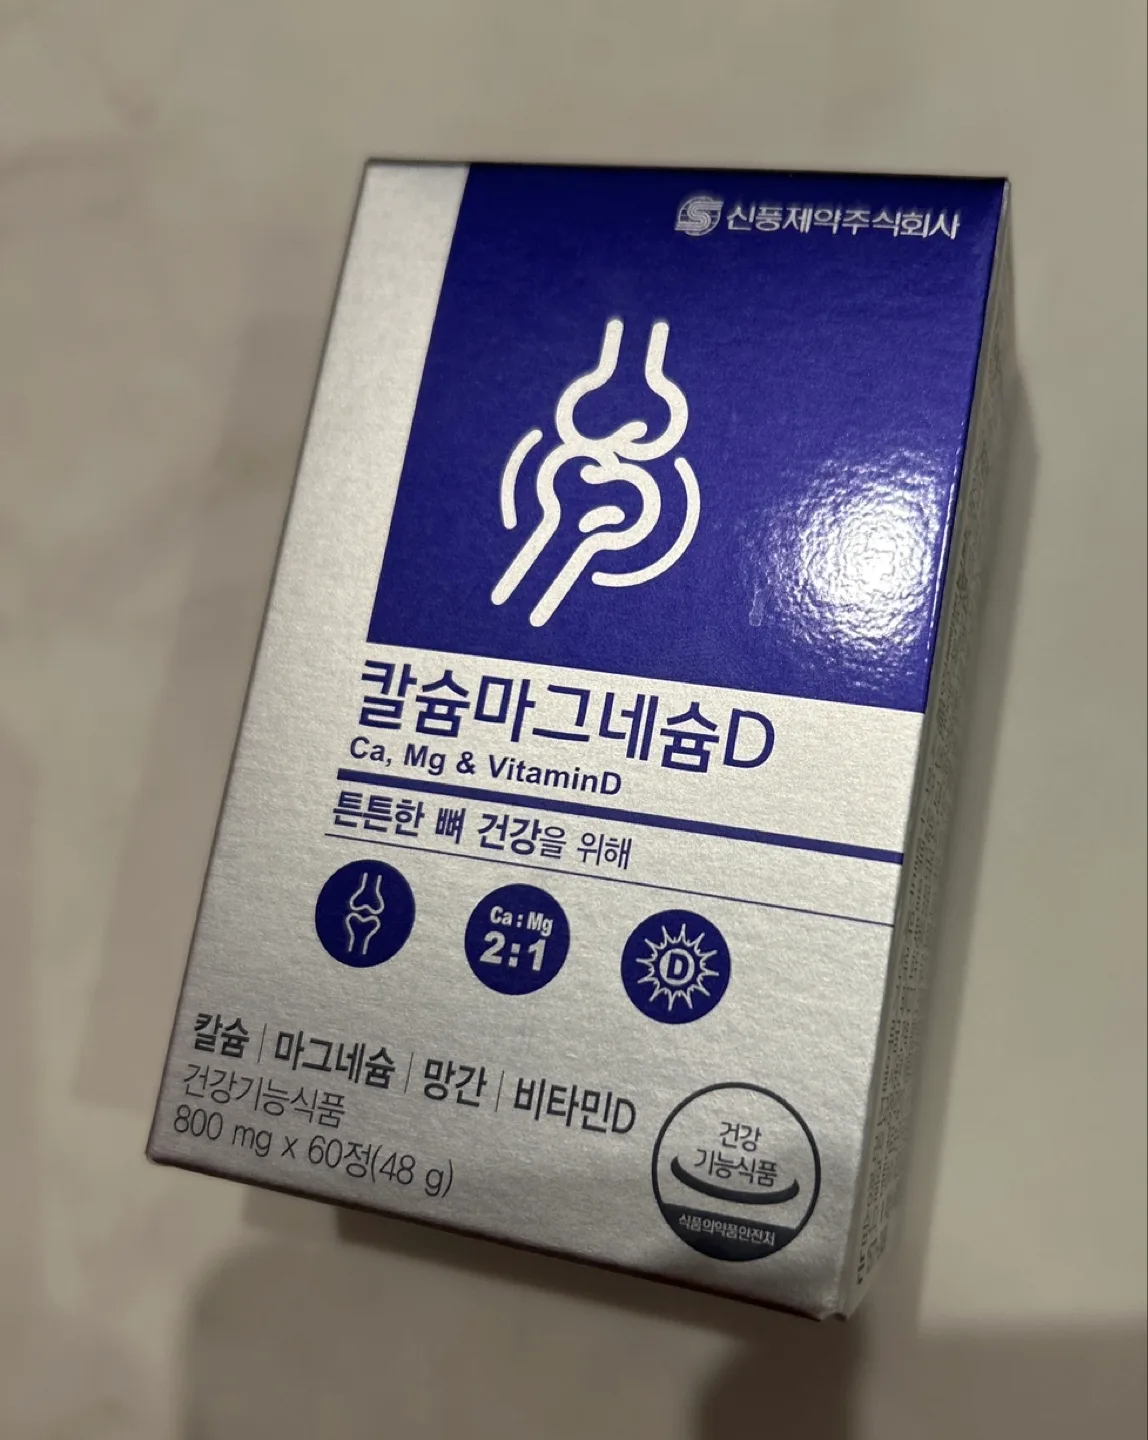 신풍제약주식회사
칼슘마그네슘D
Ca, Mg & VitaminD
튼튼한 뼈 건강을 위해
Ca : Mg
2:1
D
칼슘 | 마그네슘 | 망간 | 비타민D
건강기능식품
800 mg x 60정(48 g)
건강
기능식품
식품의약품안전처